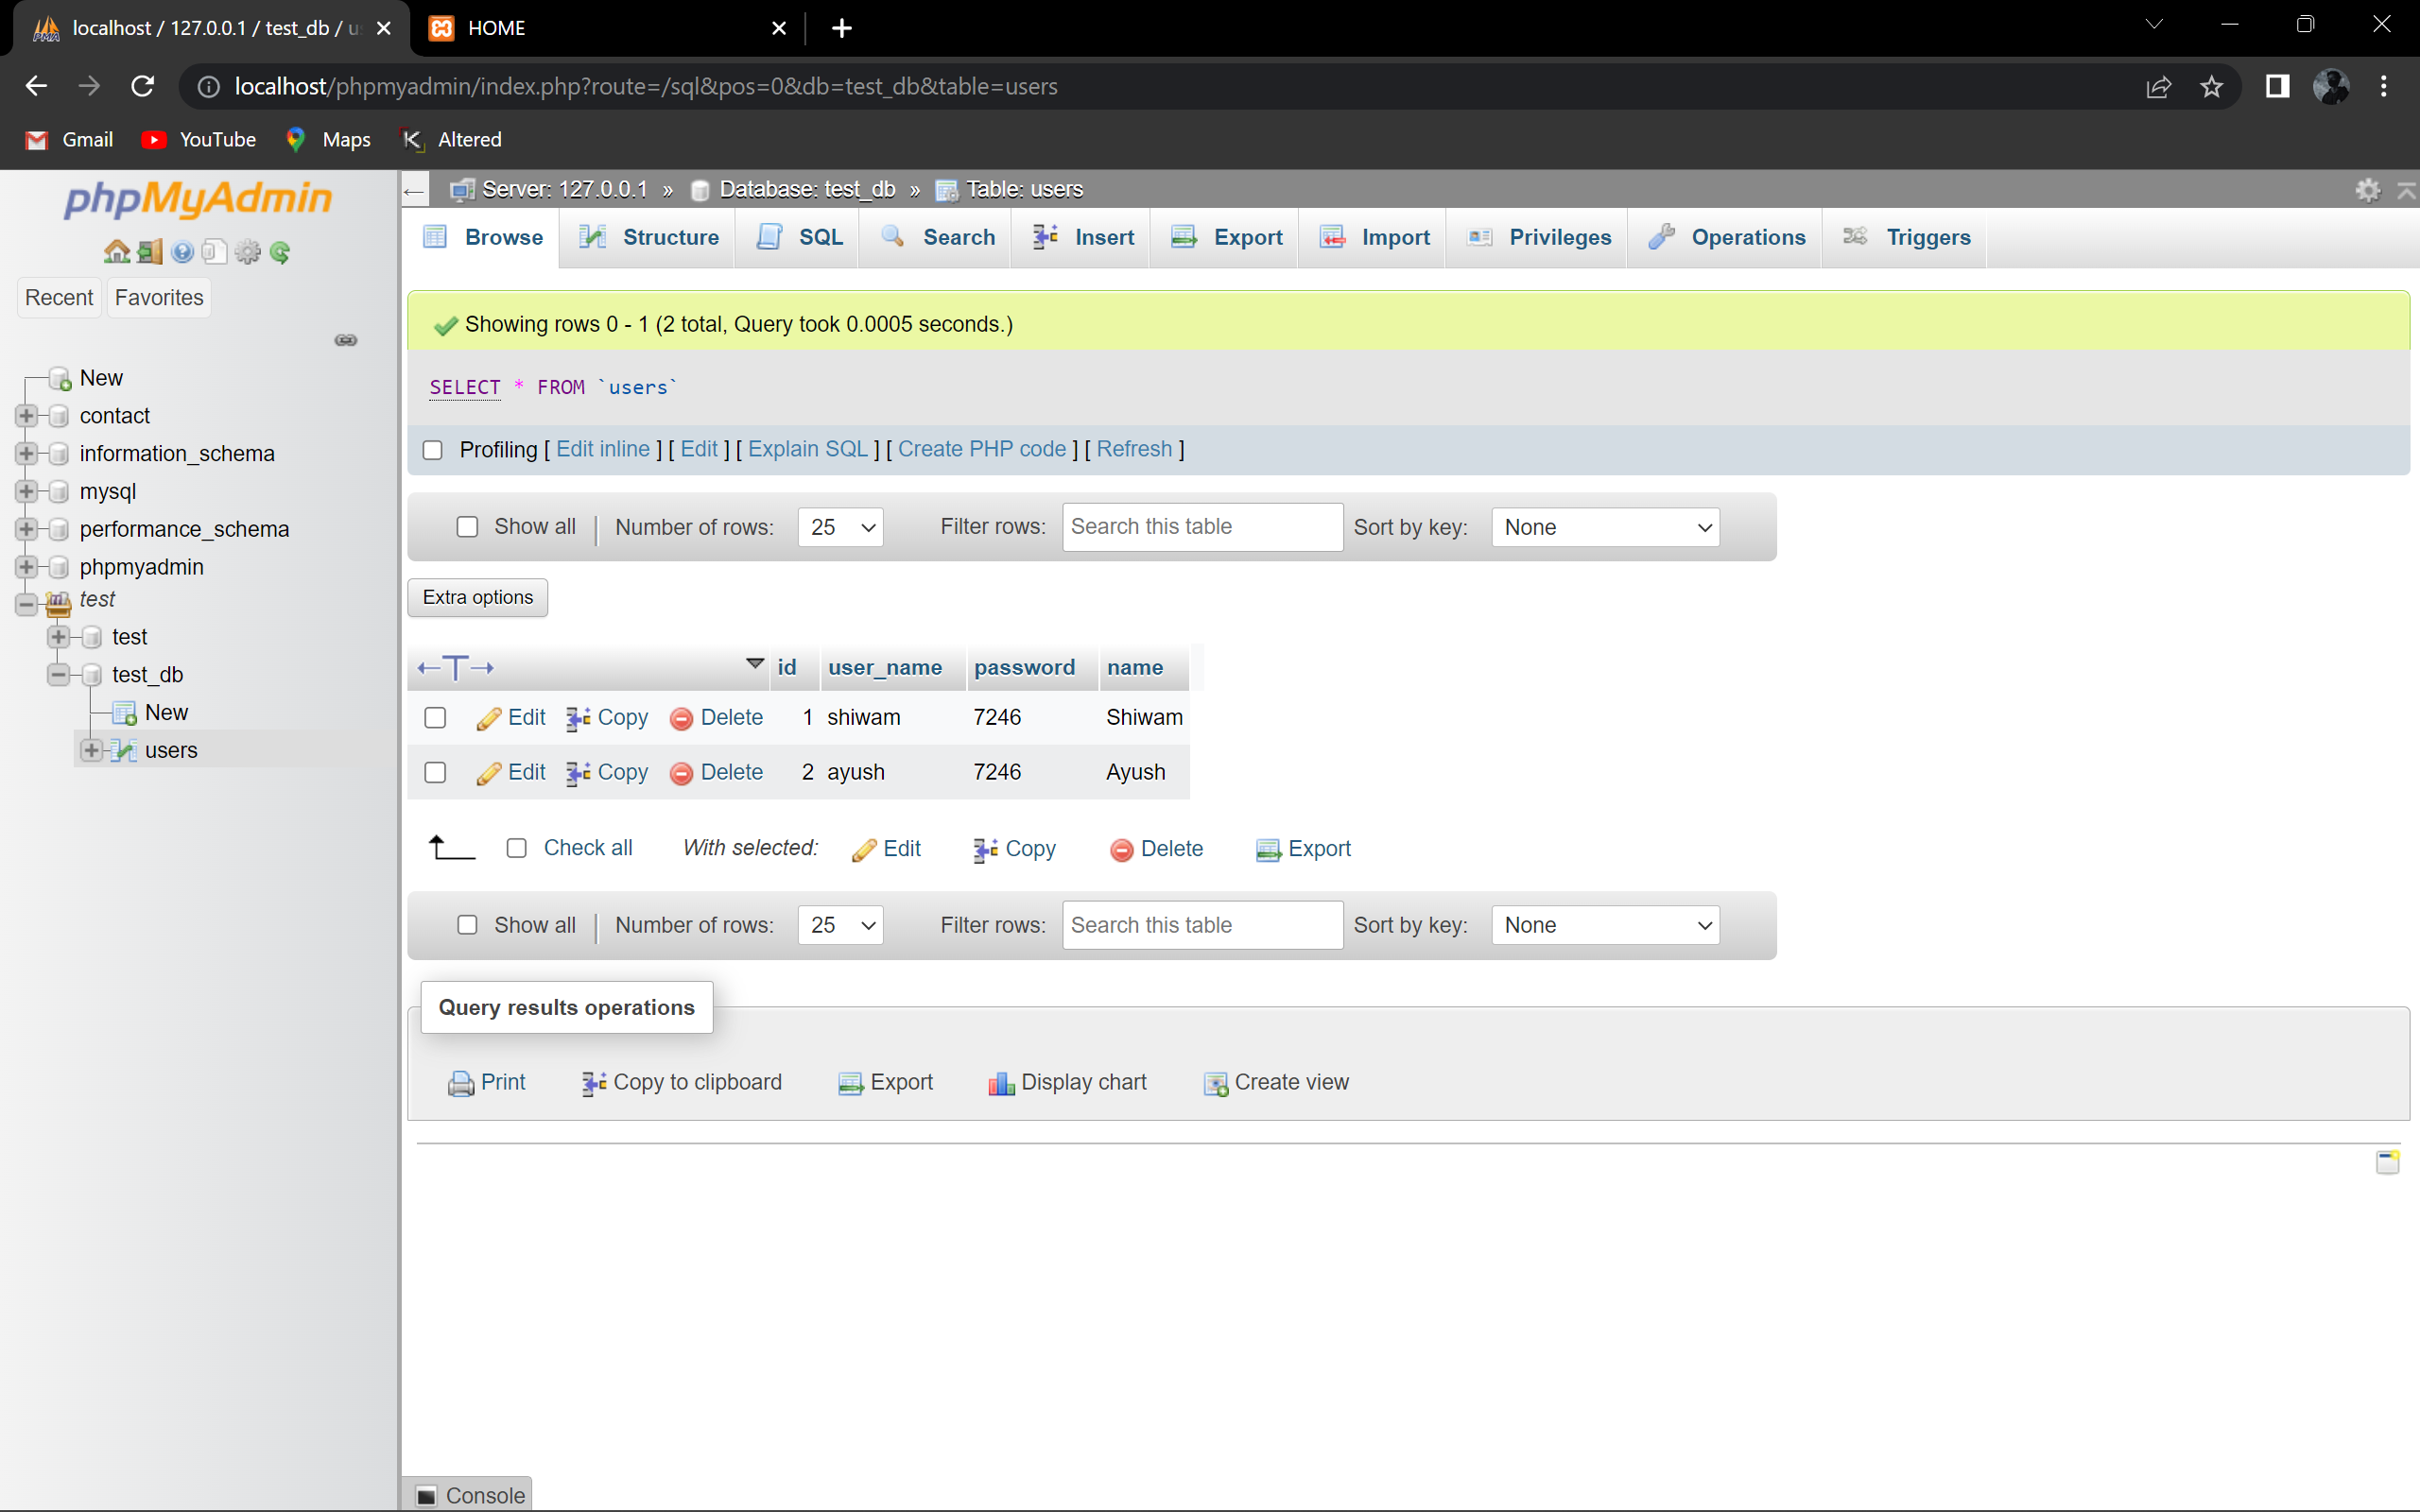 localhost / 127.0.0.1 / test_db / us
HOME
localhost/phpmyadmin/index.php?route=/sql&pos=0&db=test_db&table=users
Gmail YouTube Maps Altered
phpMyAdmin
Recent Favorites
New
contact
information_schema
mysql
performance_schema
phpmyadmin
test
test
test_db
New
users
Server: 127.0.0.1 » Database: test_db » Table: users
Browse Structure SQL Search Insert Export Import Privileges Operations Triggers
Showing rows 0 - 1 (2 total, Query took 0.0005 seconds.)
SELECT * FROM `users`
Profiling [ Edit inline ] [ Edit ] [ Explain SQL ] [ Create PHP code ] [ Refresh ]
Show all | Number of rows: 25 Filter rows: Search this table Sort by key: None
Extra options
←T→ id user_name password name
Edit Copy Delete 1 shiwam 7246 Shiwam
Edit Copy Delete 2 ayush 7246 Ayush
Check all With selected: Edit Copy Delete Export
Show all | Number of rows: 25 Filter rows: Search this table Sort by key: None
Query results operations
Print Copy to clipboard Export Display chart Create view
Console